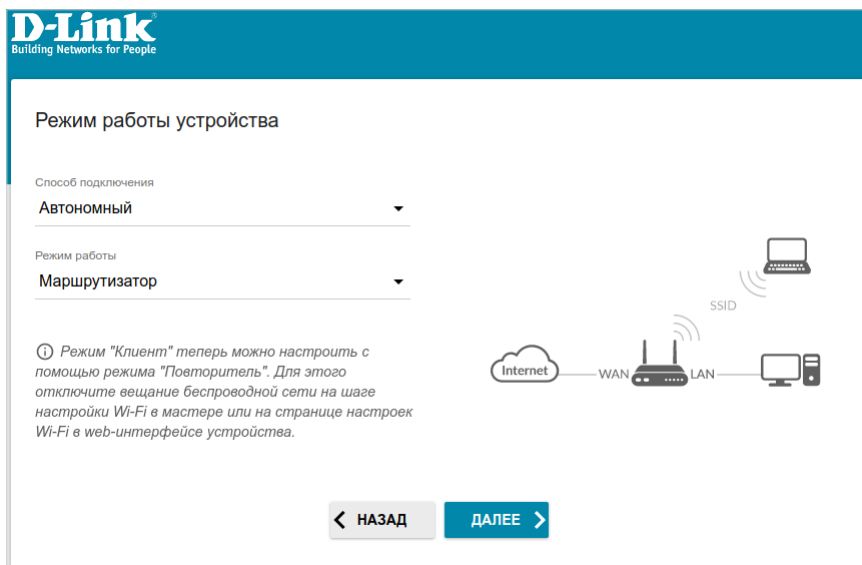 D-Link
Building Networks for People
Режим работы устройства
Способ подключения
Автономный
Режим работы
Маршрутизатор
Режим "Клиент" теперь можно настроить с
помощью режима "Повторитель". Для этого
отключите вещание беспроводной сети на шаге
настройки Wi-Fi в мастере или на странице настроек
Wi-Fi в web-интерфейсе устройства.
SSID
Internet
WAN
LAN
НАЗАД
ДАЛЕЕ